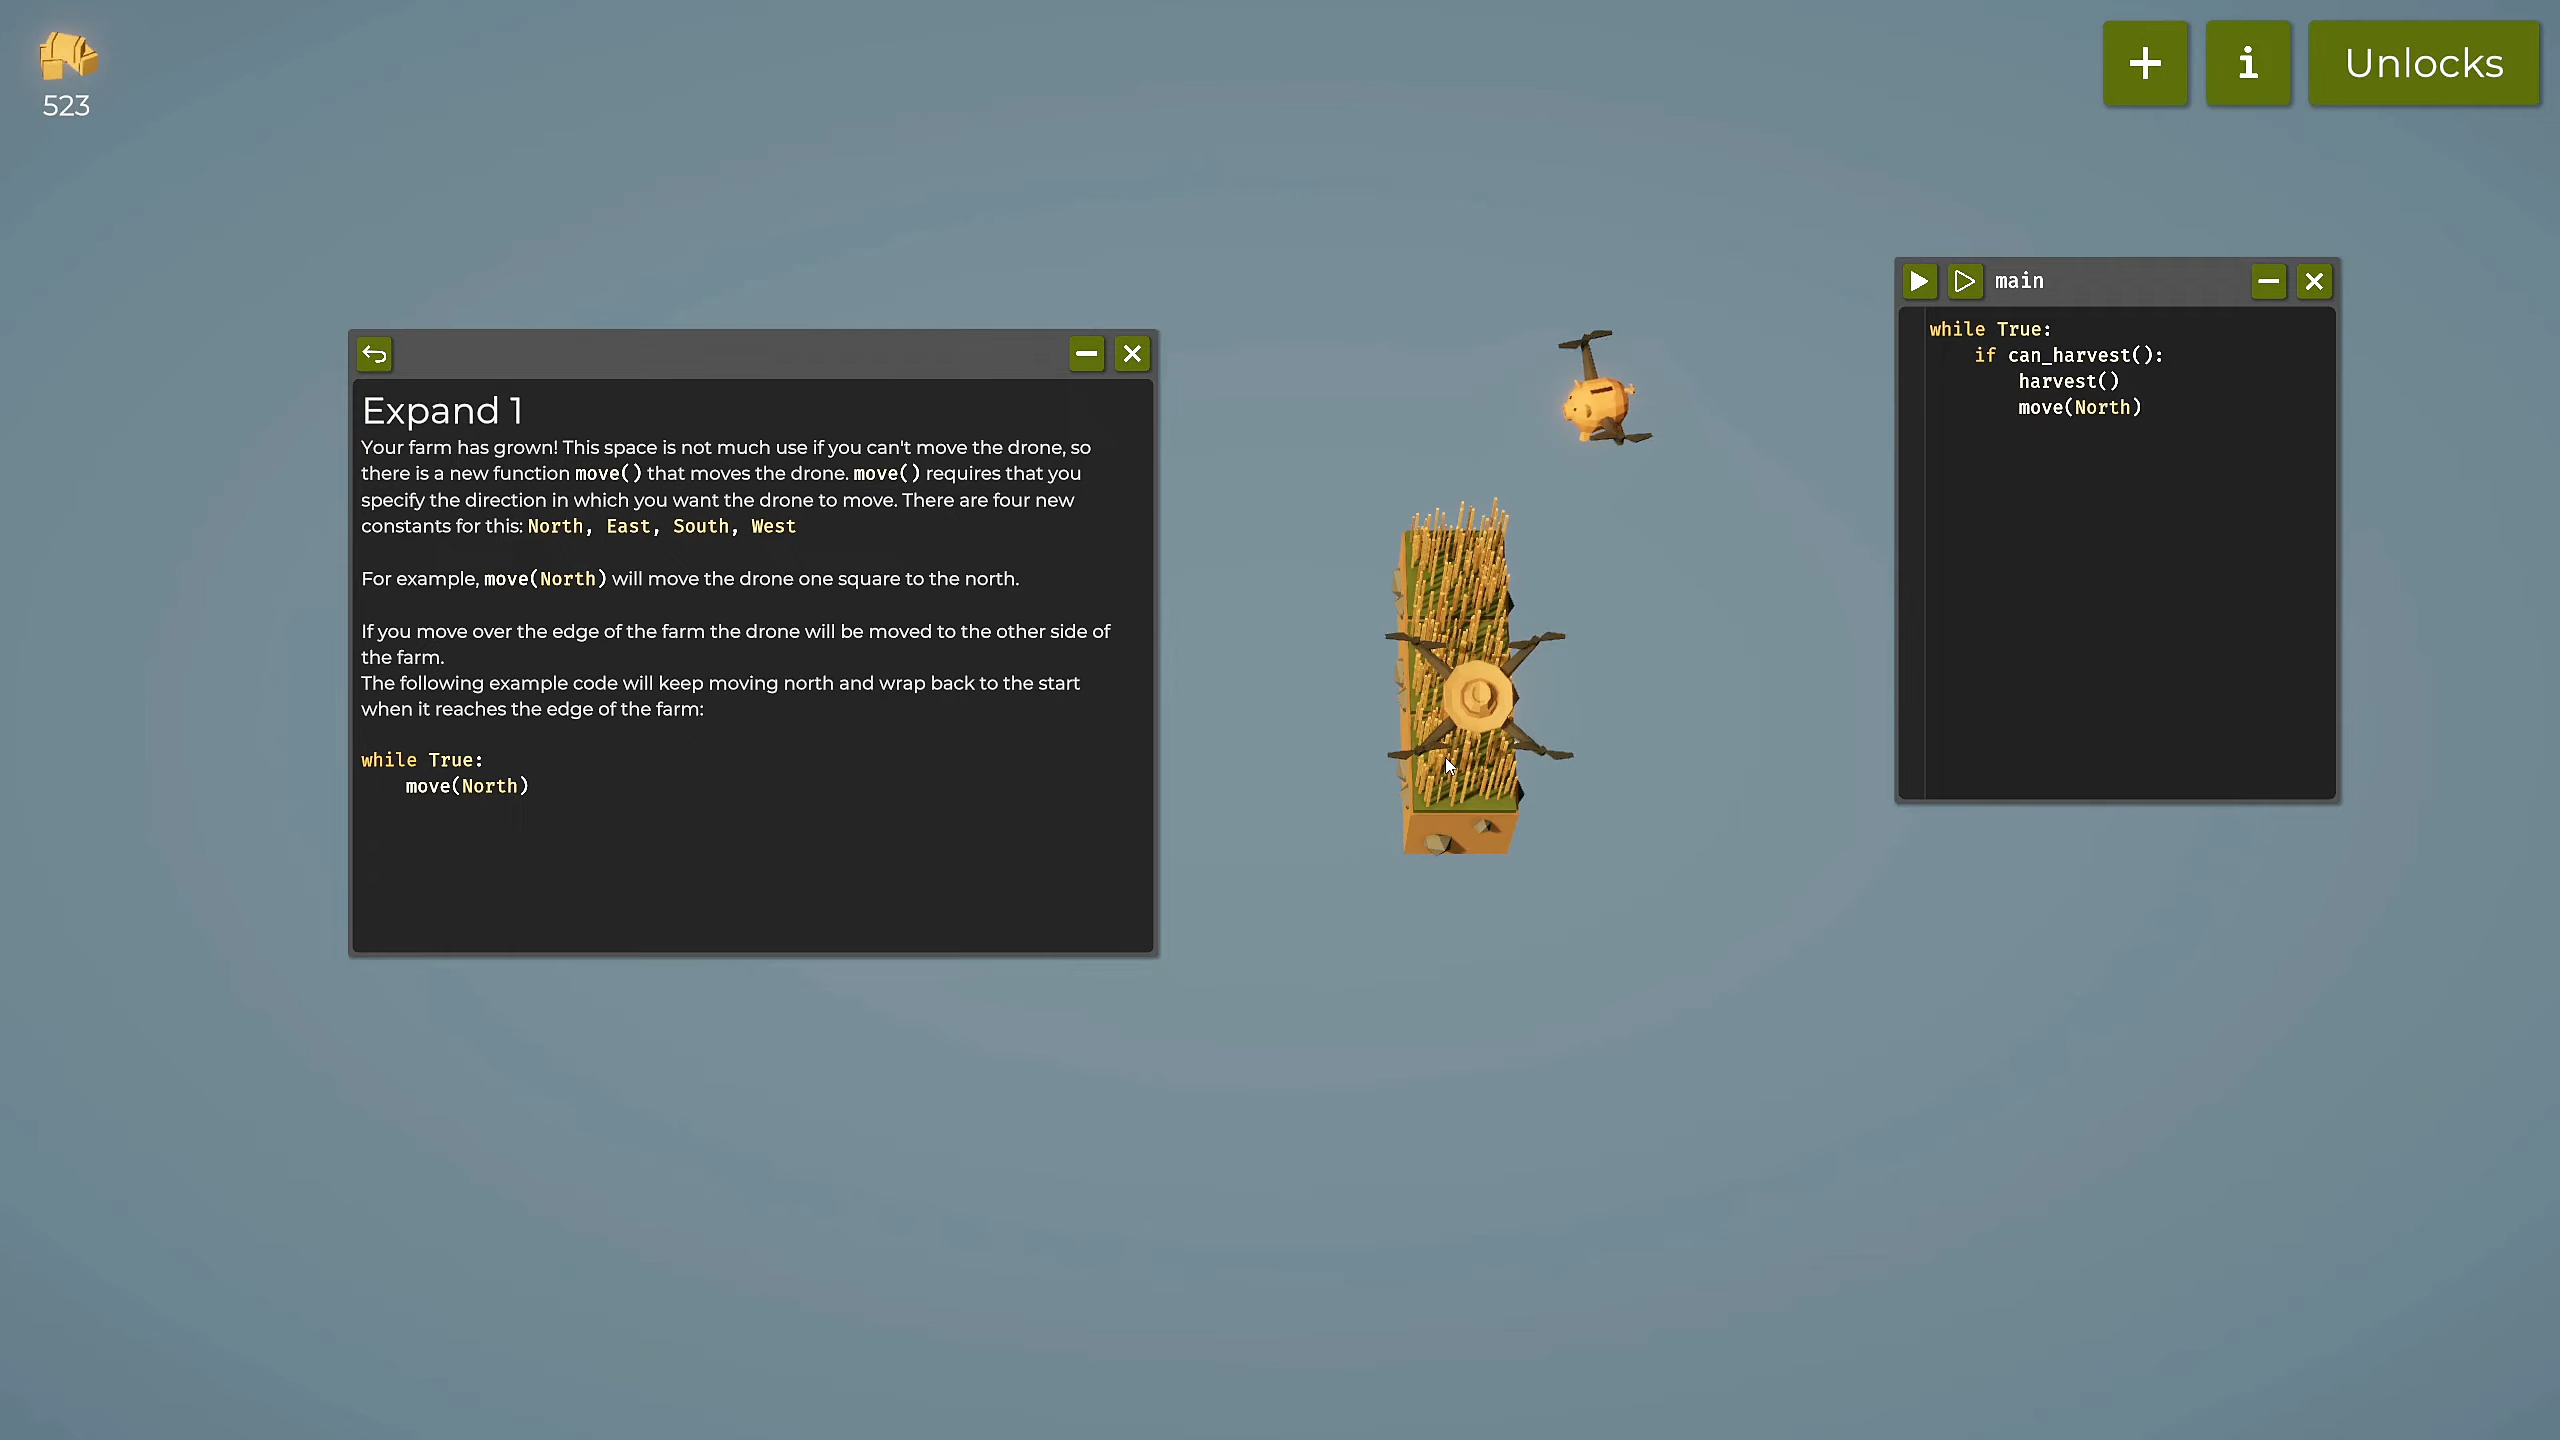 523
+ i Unlocks
Expand 1
Your farm has grown! This space is not much use if you can't move the drone, so
there is a new function move() that moves the drone. move() requires that you
specify the direction in which you want the drone to move. There are four new
constants for this: North, East, South, West
For example, move(North) will move the drone one square to the north.
If you move over the edge of the farm the drone will be moved to the other side of
the farm.
The following example code will keep moving north and wrap back to the start
when it reaches the edge of the farm:
while True:
    move(North)
main
while True:
    if can_harvest():
        harvest()
        move(North)